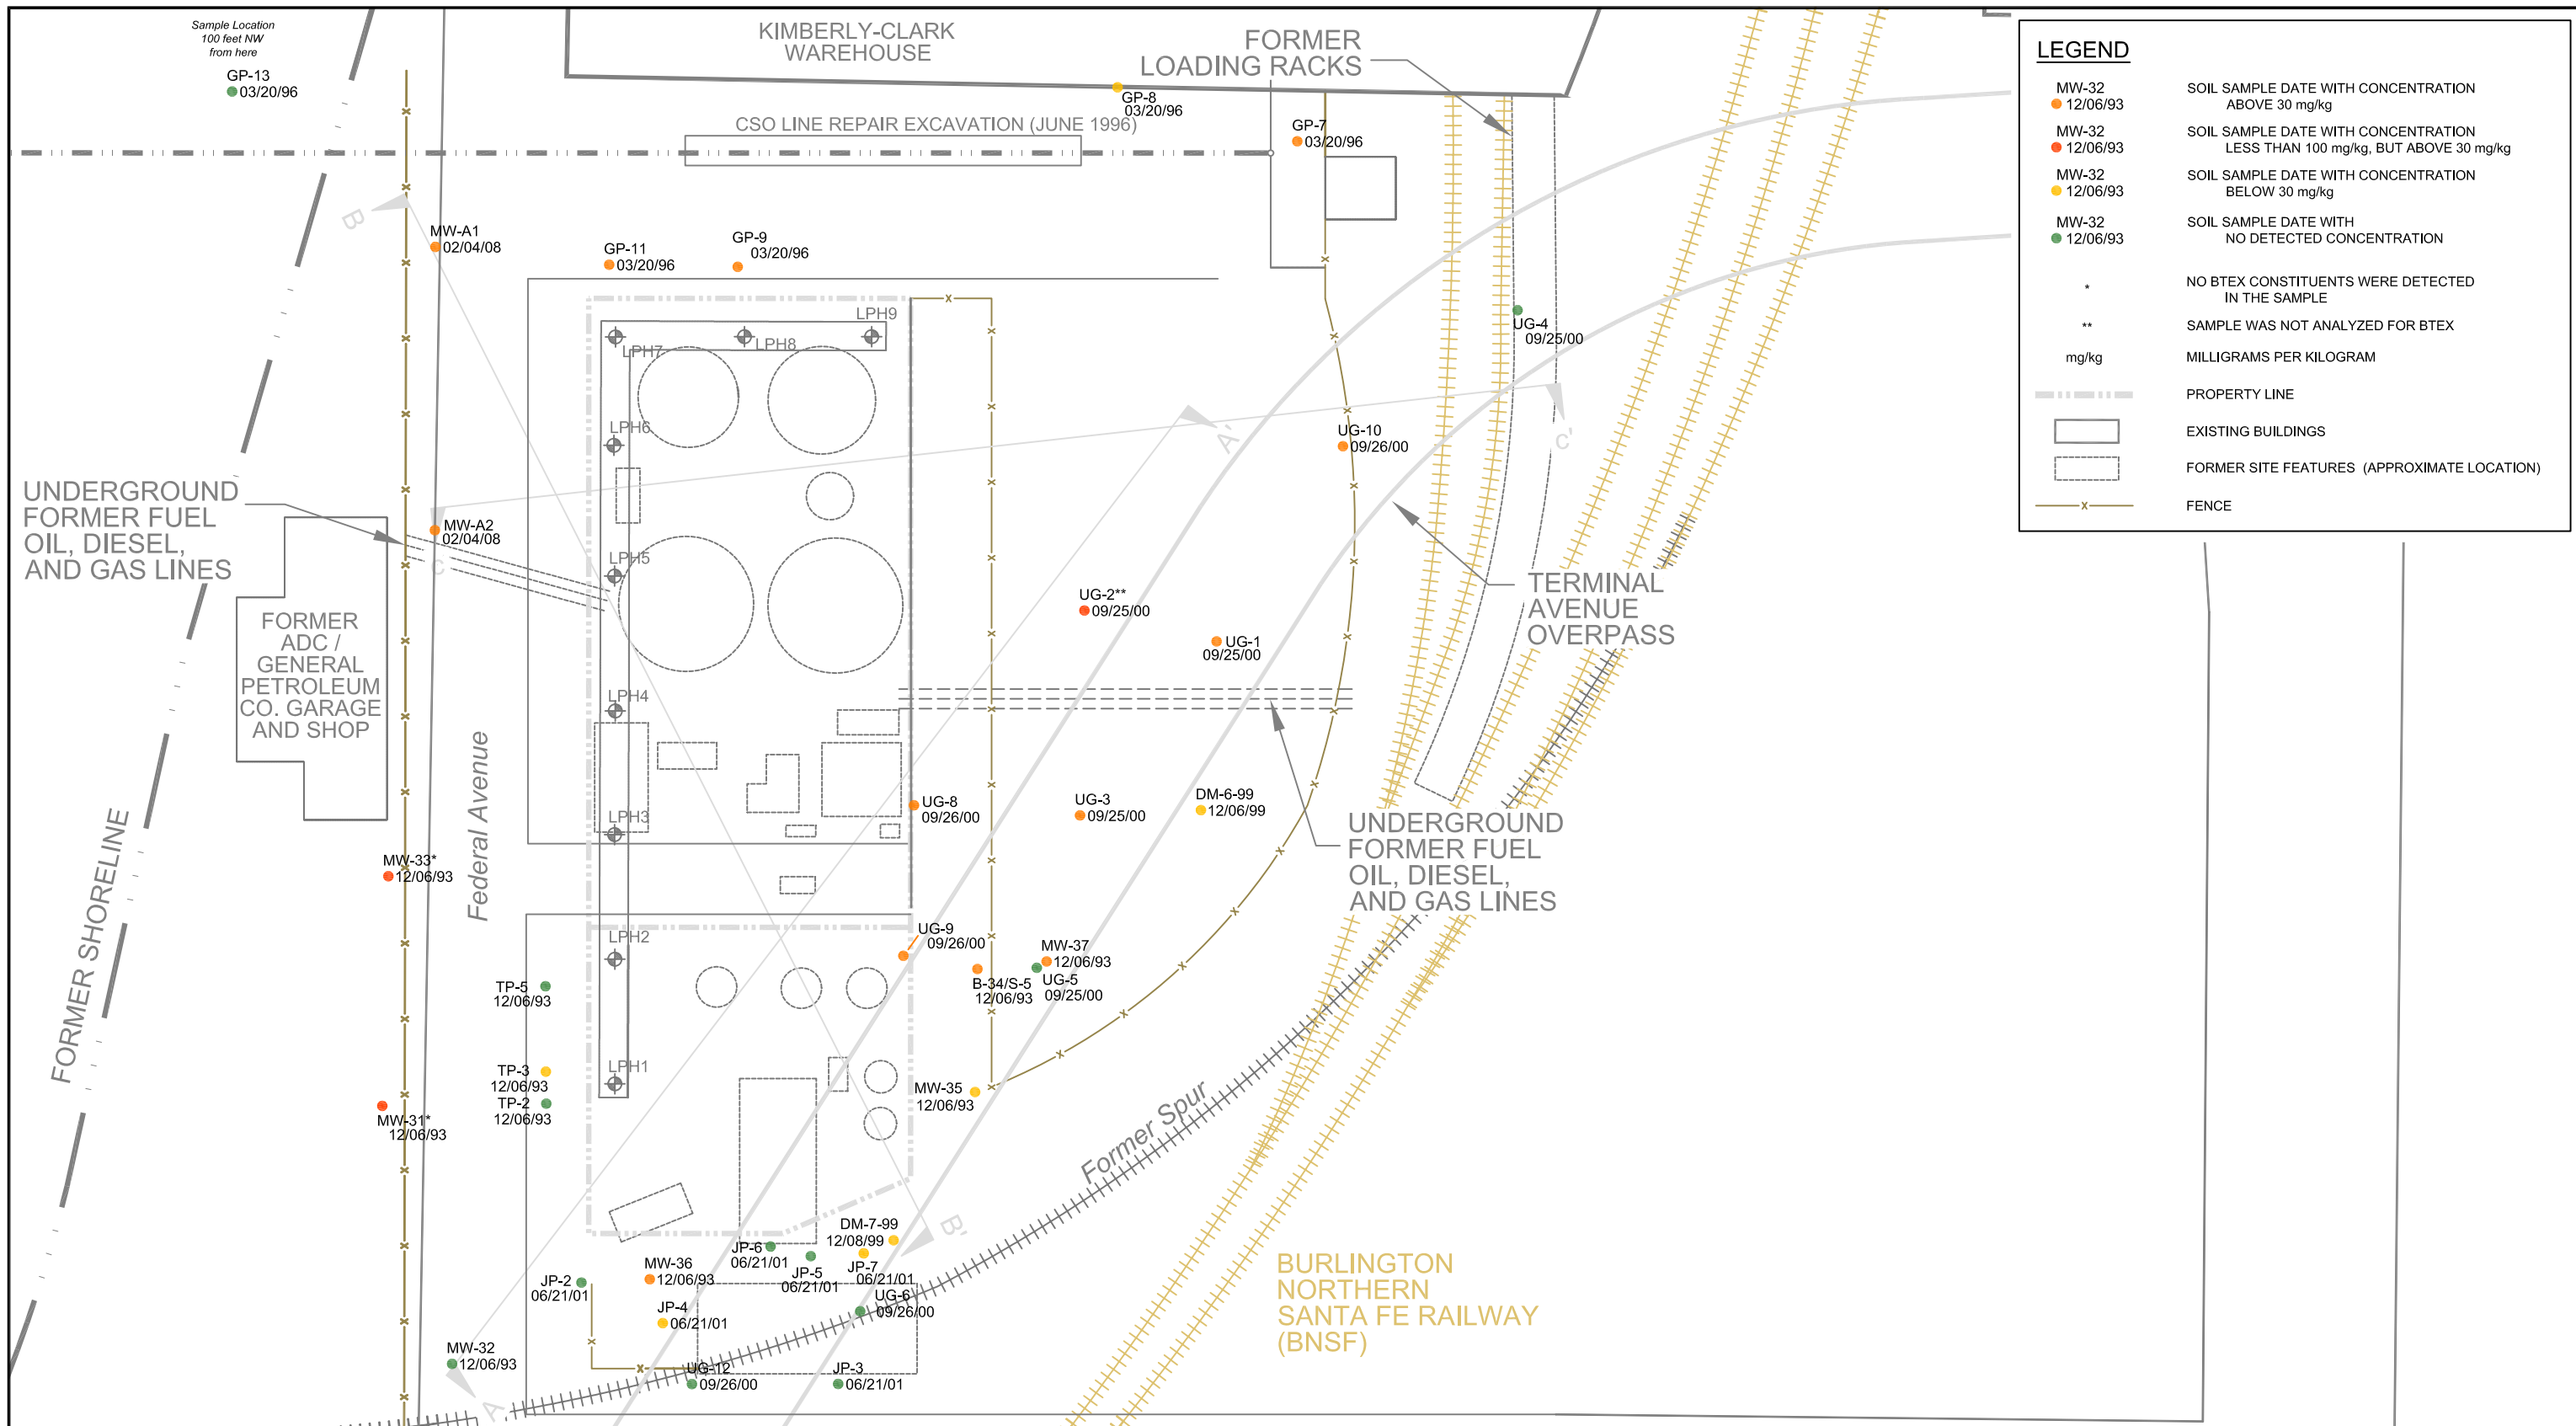 Sample Location
100 feet NW
from here
GP-13
03/20/96
KIMBERLY-CLARK
WAREHOUSE
FORMER
LOADING RACKS
GP-8
03/20/96
CSO LINE REPAIR EXCAVATION (JUNE 1996)
GP-7
03/20/96
B
MW-A1
02/04/08
GP-11
03/20/96
GP-9
03/20/96
LPH9
LPH7
LPH8
UG-4
09/25/00
A'
C'
LPH6
UG-10
09/26/00
UNDERGROUND
FORMER FUEL
OIL, DIESEL,
AND GAS LINES
MW-A2
02/04/08
C
LPH5
UG-2**
09/25/00
TERMINAL
AVENUE
OVERPASS
FORMER
ADC /
GENERAL
PETROLEUM
CO. GARAGE
AND SHOP
UG-1
09/25/00
LPH4
Federal Avenue
FORMER SHORELINE
UG-8
09/26/00
UG-3
09/25/00
DM-6-99
12/06/99
LPH3
UNDERGROUND
FORMER FUEL
OIL, DIESEL,
AND GAS LINES
MW-33*
12/06/93
LPH2
UG-9
09/26/00
MW-37
12/06/93
B-34/S-5
12/06/93
UG-5
09/25/00
TP-5
12/06/93
TP-3
12/06/93
TP-2
12/06/93
LPH1
MW-35
12/06/93
MW-31*
12/06/93
Former Spur
B'
DM-7-99
12/08/99
JP-6
06/21/01
JP-5
06/21/01
JP-7
06/21/01
MW-36
12/06/93
JP-2
06/21/01
JP-4
06/21/01
UG-6
09/26/00
BURLINGTON
NORTHERN
SANTA FE RAILWAY
(BNSF)
MW-32
12/06/93
UG-12
09/26/00
JP-3
06/21/01
A
LEGEND
MW-32
12/06/93
SOIL SAMPLE DATE WITH CONCENTRATION
ABOVE 30 mg/kg
MW-32
12/06/93
SOIL SAMPLE DATE WITH CONCENTRATION
LESS THAN 100 mg/kg, BUT ABOVE 30 mg/kg
MW-32
12/06/93
SOIL SAMPLE DATE WITH CONCENTRATION
BELOW 30 mg/kg
MW-32
12/06/93
SOIL SAMPLE DATE WITH
NO DETECTED CONCENTRATION
* NO BTEX CONSTITUENTS WERE DETECTED
IN THE SAMPLE
** SAMPLE WAS NOT ANALYZED FOR BTEX
mg/kg MILLIGRAMS PER KILOGRAM
PROPERTY LINE
EXISTING BUILDINGS
FORMER SITE FEATURES (APPROXIMATE LOCATION)
FENCE